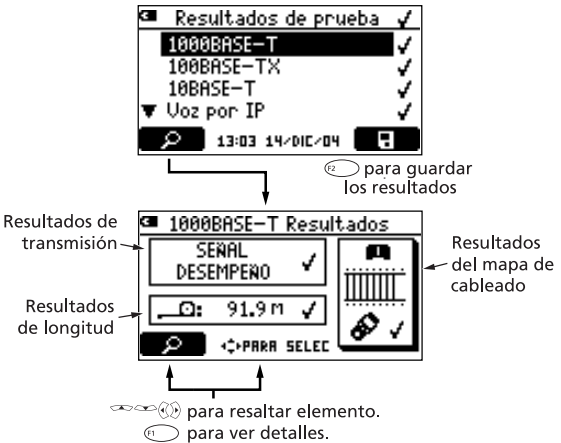 Resultados de prueba
1000BASE-T
100BASE-TX
10BASE-T
Voz por IP
13:03 14/DIC/04
F2 para guardar
los resultados
Resultados de
transmisión
1000BASE-T Resultados
SEÑAL
DESEMPEÑO
Resultados
del mapa de
cableado
Resultados
de longitud
91.9 m
PARA SELEC
para resaltar elemento.
F1 para ver detalles.